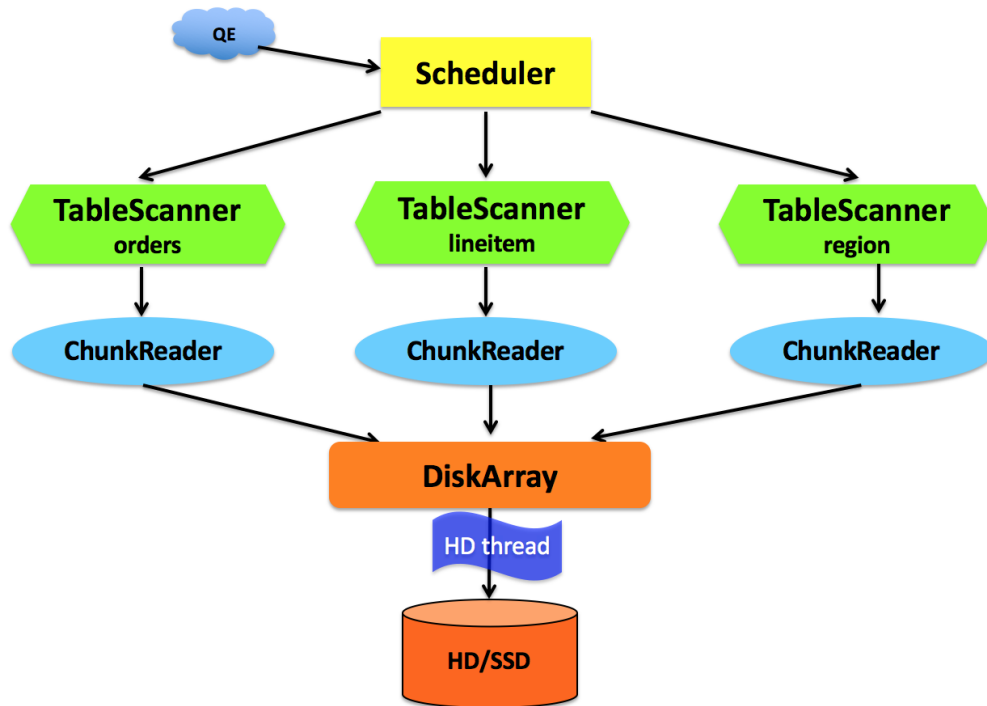 QE
Scheduler
TableScanner
orders
TableScanner
lineitem
TableScanner
region
ChunkReader
ChunkReader
ChunkReader
DiskArray
HD thread
HD/SSD